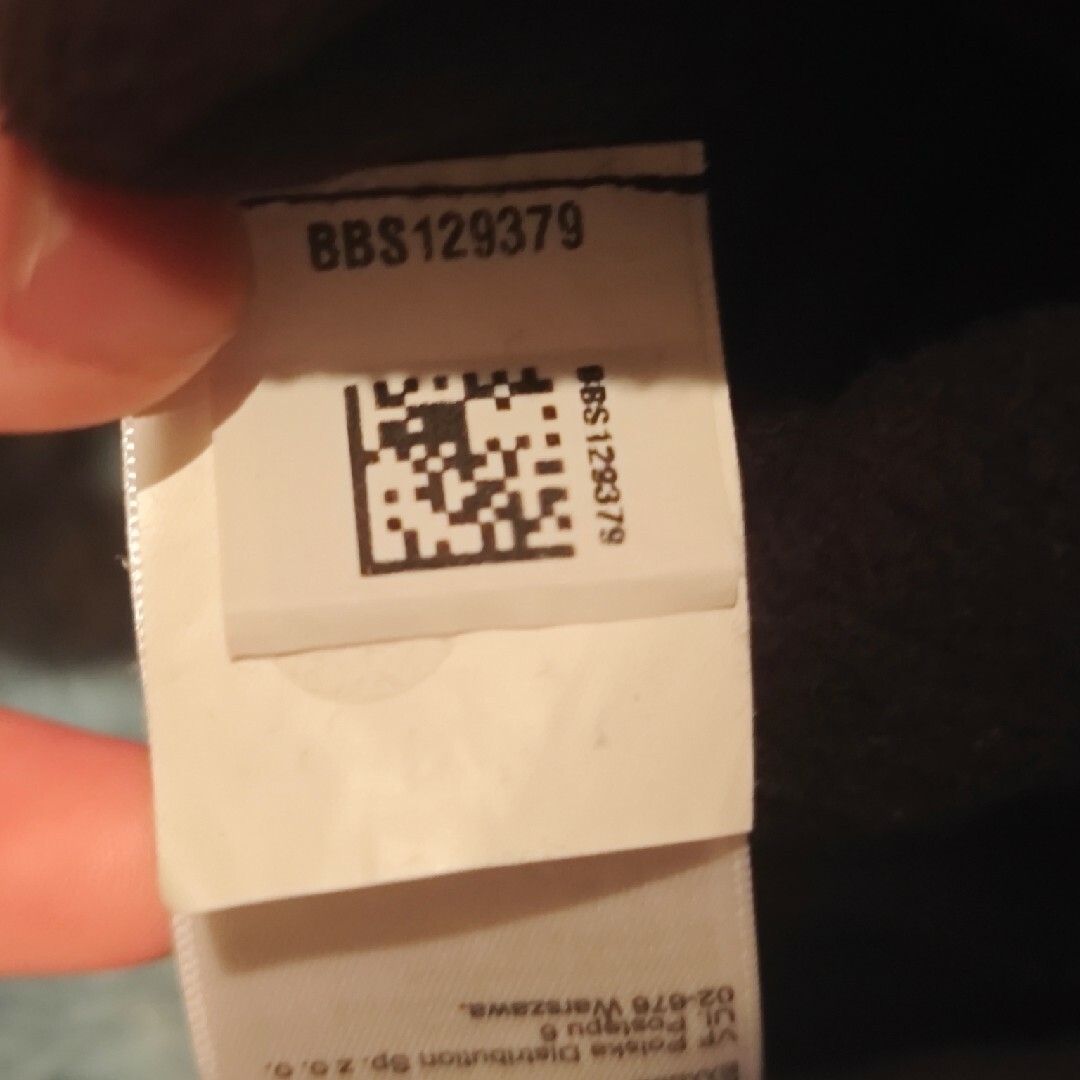 BBS129379
BBS129379
VF Polska Distribution Sp. z o. o.
Ul. Postępu 6
02-676 Warszawa.